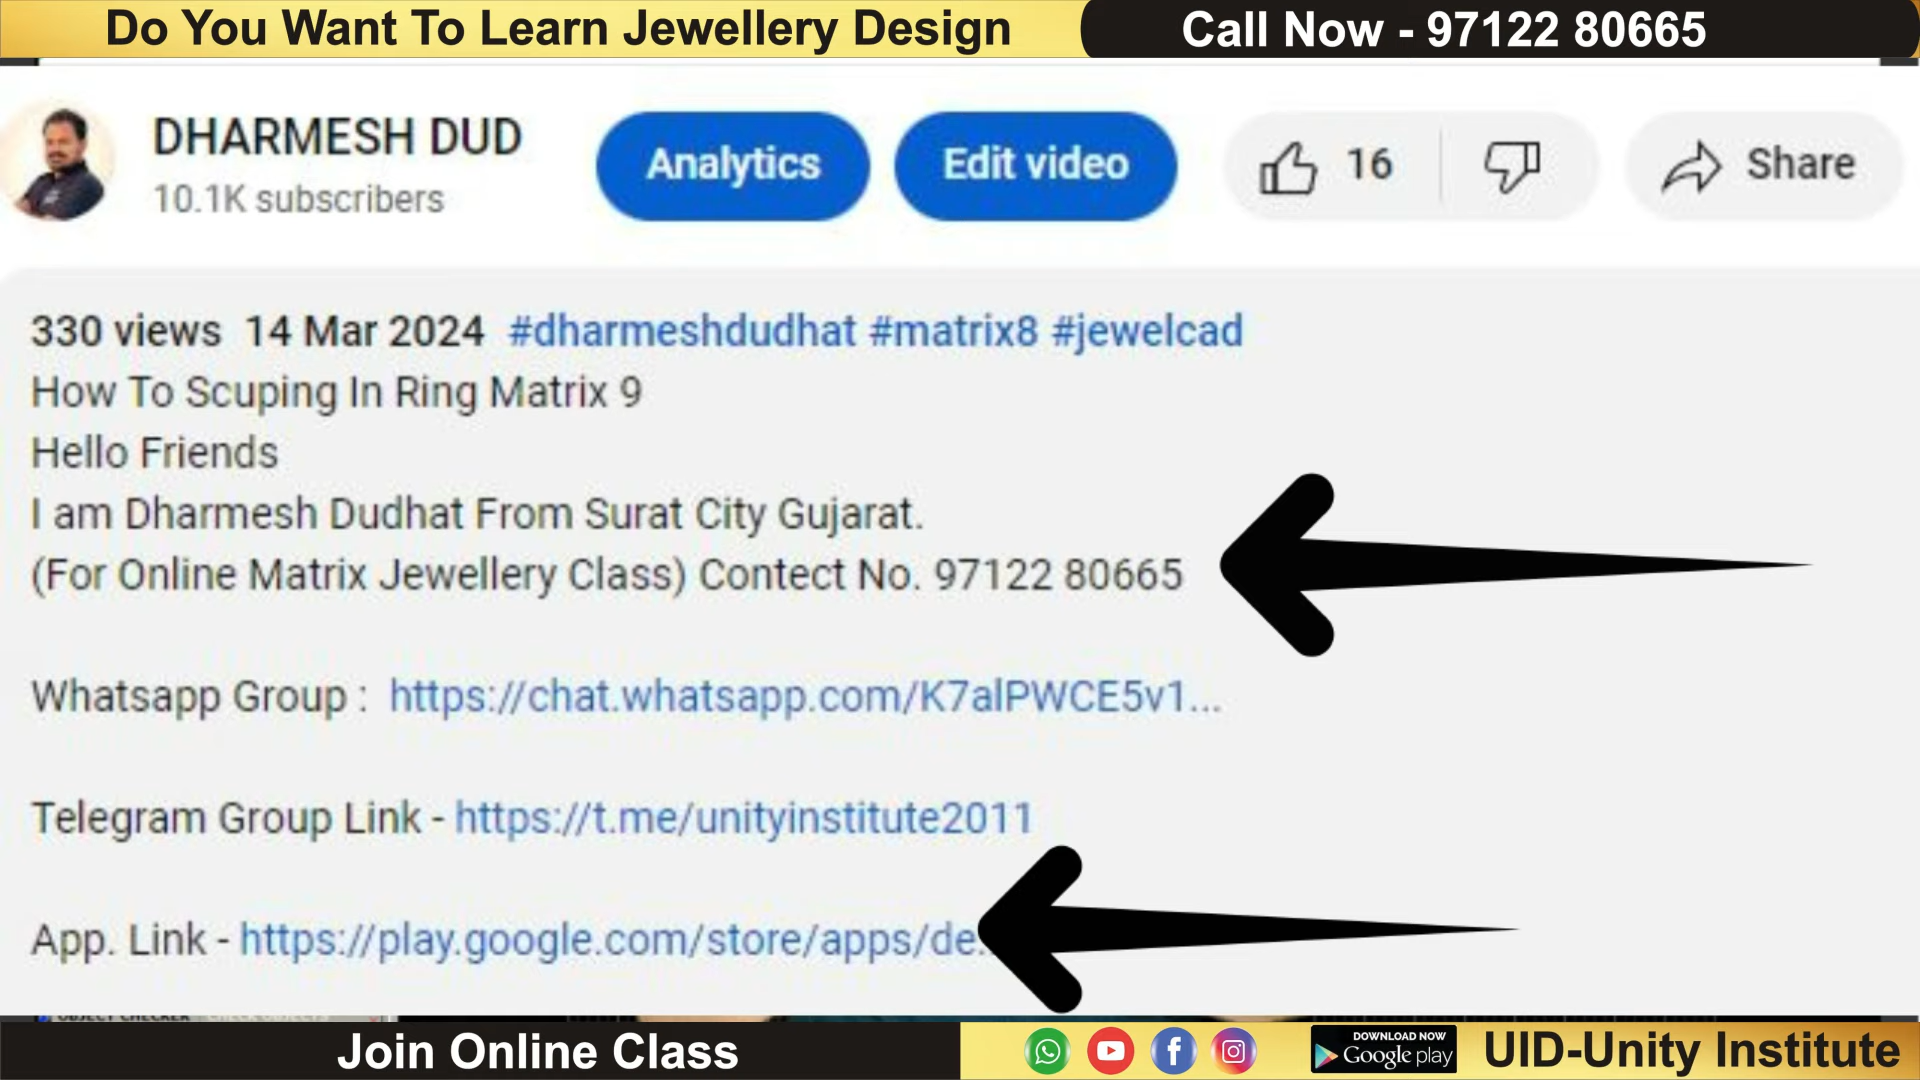 Do You Want To Learn Jewellery Design
Call Now - 97122 80665
DHARMESH DUD
10.1K subscribers
Analytics
Edit video
16
Share
330 views 14 Mar 2024 #dharmeshdudhat #matrix8 #jewelcad
How To Scuping In Ring Matrix 9
Hello Friends
I am Dharmesh Dudhat From Surat City Gujarat.
(For Online Matrix Jewellery Class) Contect No. 97122 80665
Whatsapp Group : https://chat.whatsapp.com/K7alPWCE5v1...
Telegram Group Link - https://t.me/unityinstitute2011
App. Link - https://play.google.com/store/apps/de.
Join Online Class
DOWNLOAD NOW
Google play
UID-Unity Institute